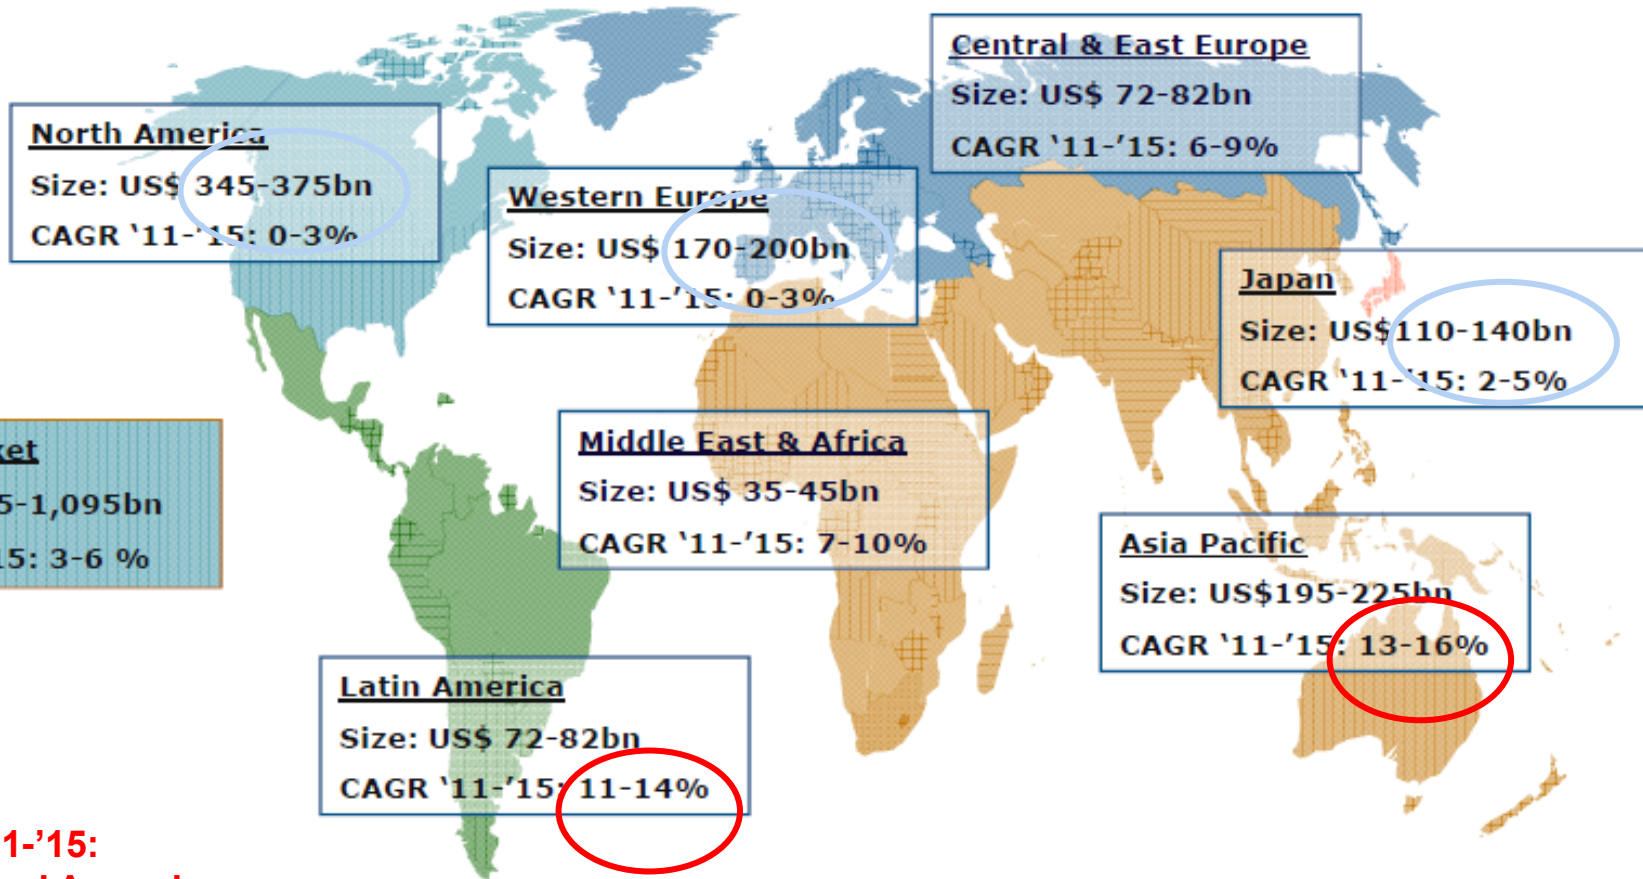 Central & East Europe
Size: US$ 72-82bn
CAGR ‘11-’15: 6-9%
North America
Size: US$ 345-375bn
CAGR ‘11-’15: 0-3%
Western Europe
Size: US$ 170-200bn
CAGR ‘11-’15: 0-3%
Japan
Size: US$110-140bn
CAGR ‘11-’15: 2-5%
ket
5-1,095bn
15: 3-6 %
Middle East & Africa
Size: US$ 35-45bn
CAGR ‘11-’15: 7-10%
Asia Pacific
Size: US$195-225bn
CAGR ‘11-’15: 13-16%
Latin America
Size: US$ 72-82bn
CAGR ‘11-’15: 11-14%
1-’15: